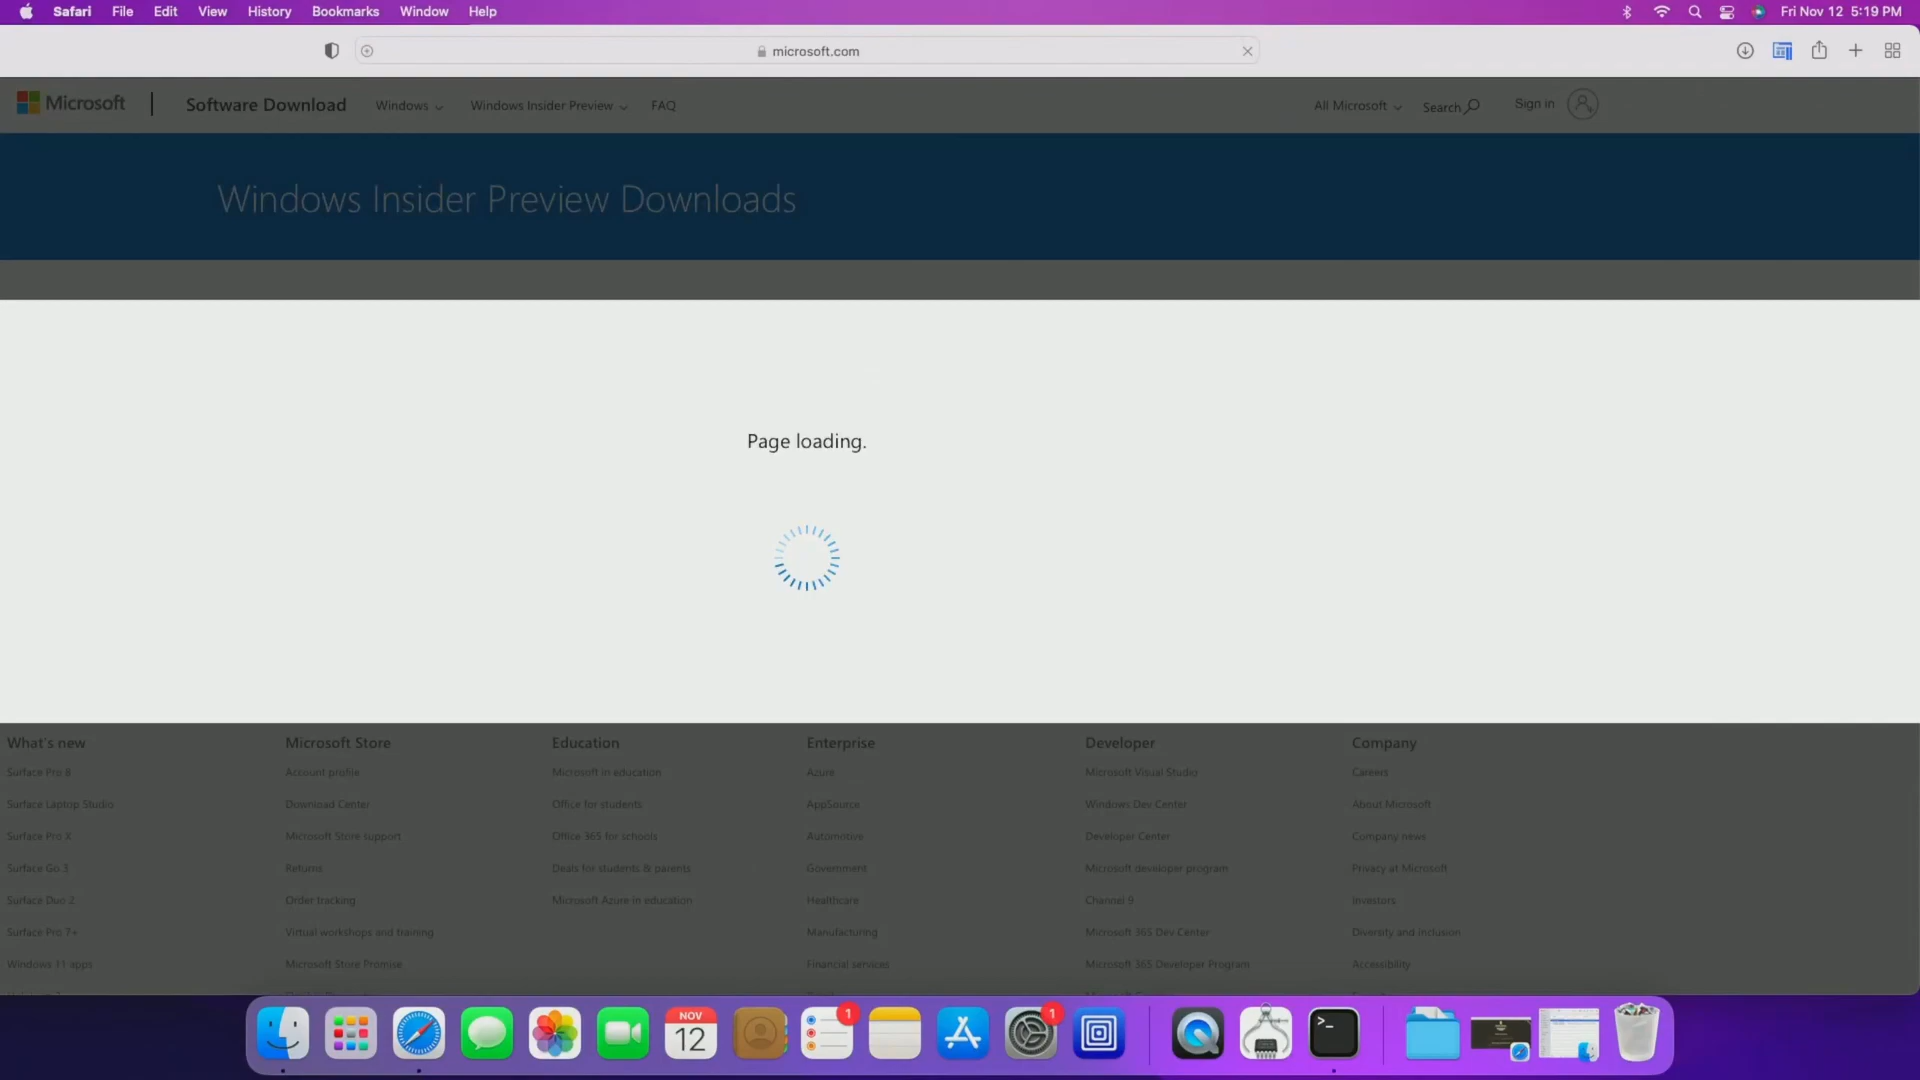 Safari File Edit View History Bookmarks Window Help
Fri Nov 12 5:19 PM
microsoft.com
Microsoft
Software Download
Windows
Windows Insider Preview
FAQ
All Microsoft
Search
Sign in
Windows Insider Preview Downloads
Page loading.
What's new
Surface Pro 8
Surface Laptop Studio
Surface Pro X
Surface Go 3
Surface Duo 2
Surface Pro 7+
Windows 11 apps
Microsoft Store
Account profile
Download Center
Microsoft Store support
Returns
Order tracking
Virtual workshops and training
Microsoft Store Promise
Education
Microsoft in education
Office for students
Office 365 for schools
Deals for students & parents
Microsoft Azure in education
Enterprise
Azure
AppSource
Automotive
Government
Healthcare
Manufacturing
Financial services
Developer
Microsoft Visual Studio
Windows Dev Center
Developer Center
Microsoft developer program
Channel 9
Microsoft 365 Dev Center
Microsoft 365 Developer Program
Company
Careers
About Microsoft
Company news
Privacy at Microsoft
Investors
Diversity and inclusion
Accessibility
NOV
12
1
1
>_